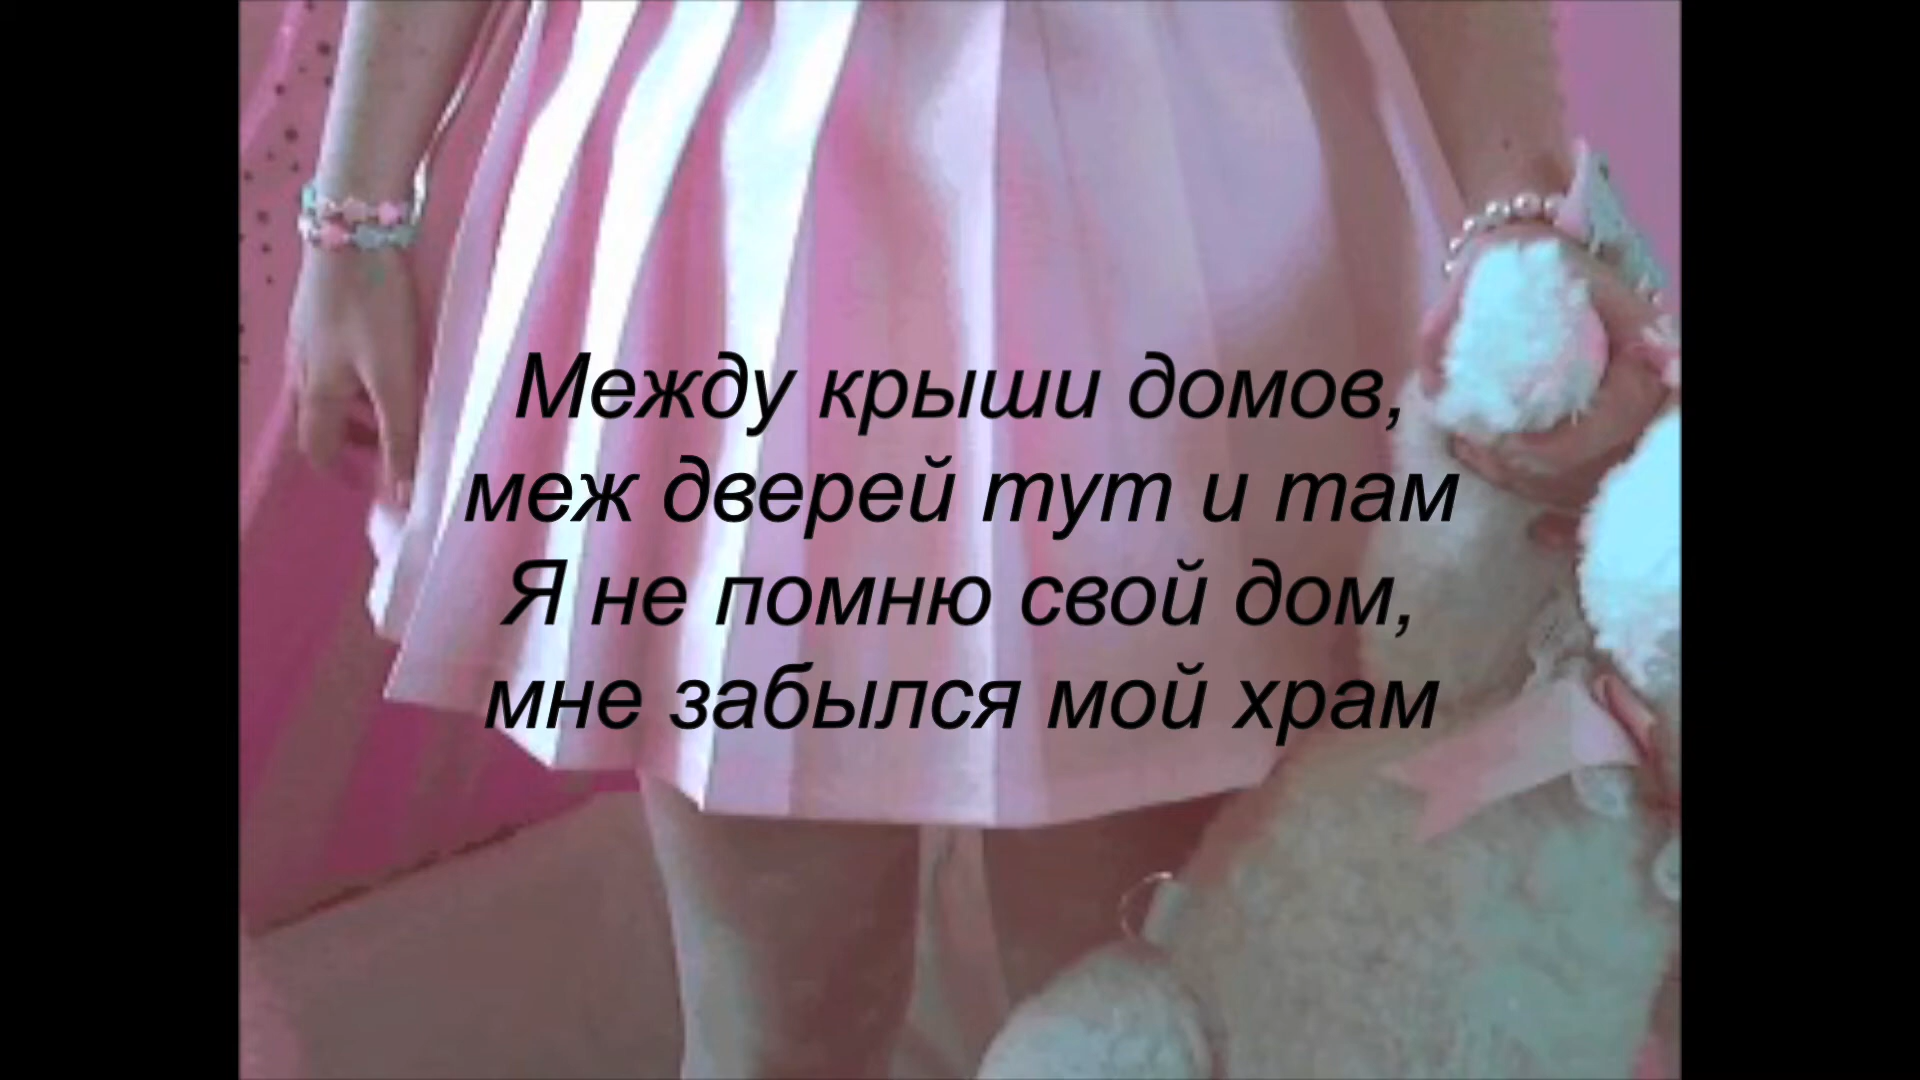 Между крыши домов,
меж дверей тут и там
Я не помню свой дом,
мне забылся мой храм